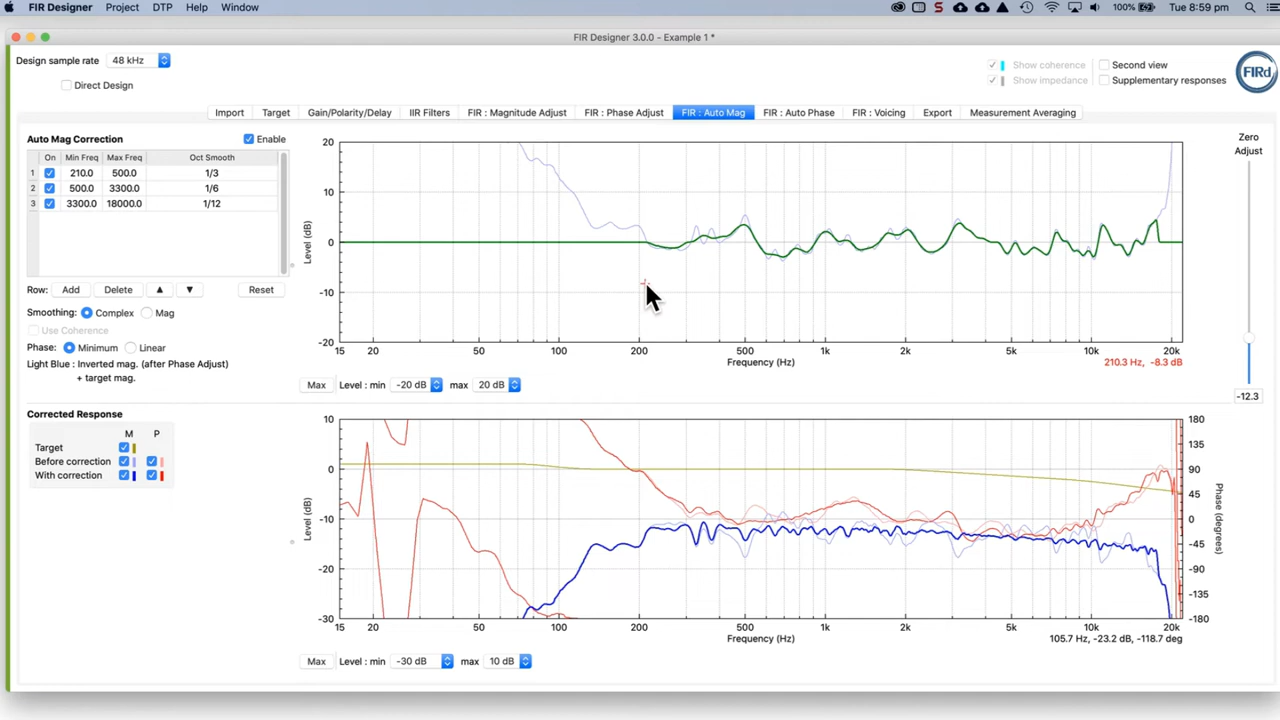 FIR Designer Project DTP Help Window
S 100% Tue 8:59 pm
FIR Designer 3.0.0 - Example 1 *
Design sample rate 48 kHz
Direct Design
Show coherence Second view
Show impedance Supplementary responses
FIRd
Import Target Gain/Polarity/Delay IIR Filters FIR : Magnitude Adjust FIR : Phase Adjust FIR : Auto Mag FIR : Auto Phase FIR : Voicing Export Measurement Averaging
Auto Mag Correction Enable
On Min Freq Max Freq Oct Smooth
1 210.0 500.0 1/3
2 500.0 3300.0 1/6
3 3300.0 18000.0 1/12
Row: Add Delete ▲ ▼ Reset
Smoothing: Complex Mag
Use Coherence
Phase: Minimum Linear
Light Blue : Inverted mag. (after Phase Adjust)
+ target mag.
20
10
0
-10
-20
Level (dB)
15 20 50 100 200 500 1k 2k 5k 10k 20k
Frequency (Hz)
210.3 Hz, -8.3 dB
Max Level : min -20 dB max 20 dB
Zero
Adjust
-12.3
Corrected Response
M P
Target
Before correction
With correction
10
0
-10
-20
-30
Level (dB)
180
135
90
45
0
-45
-90
-135
-180
Phase (degrees)
15 20 50 100 200 500 1k 2k 5k 10k 20k
Frequency (Hz)
105.7 Hz, -23.2 dB, -118.7 deg
Max Level : min -30 dB max 10 dB